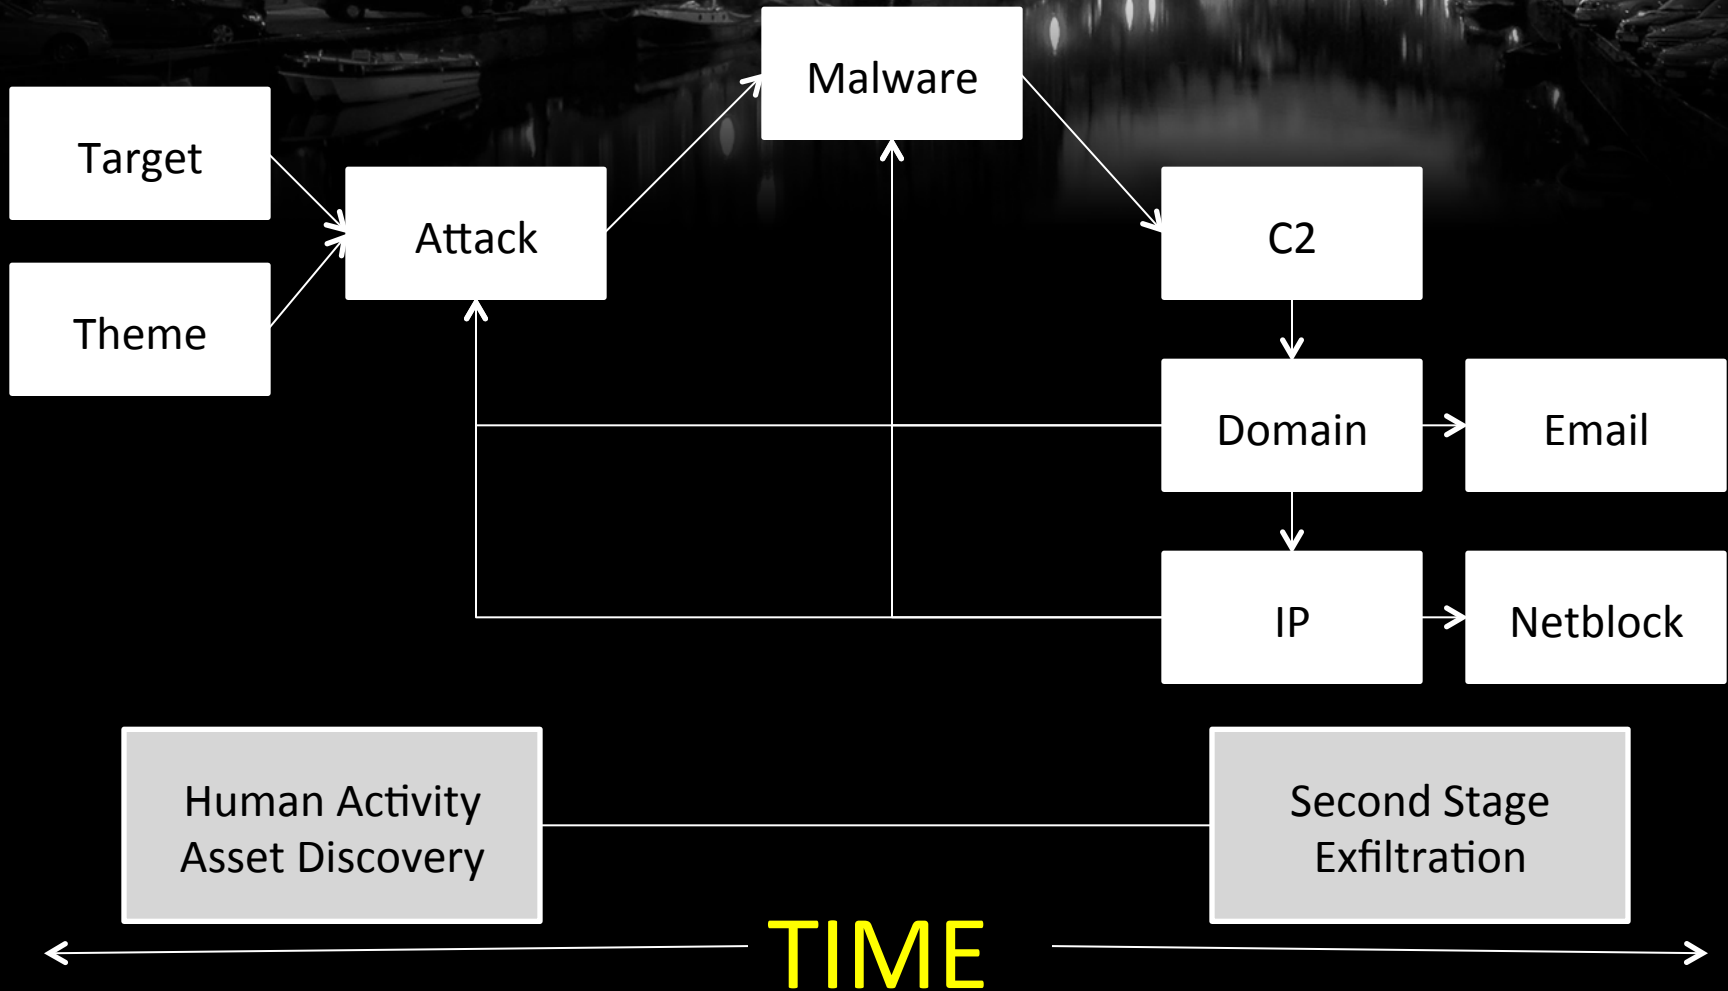 Malware
Target
Attack
C2
Theme
Domain
Email
IP
Netblock
Human Activity
Asset Discovery
Second Stage
Exfiltration
TIME